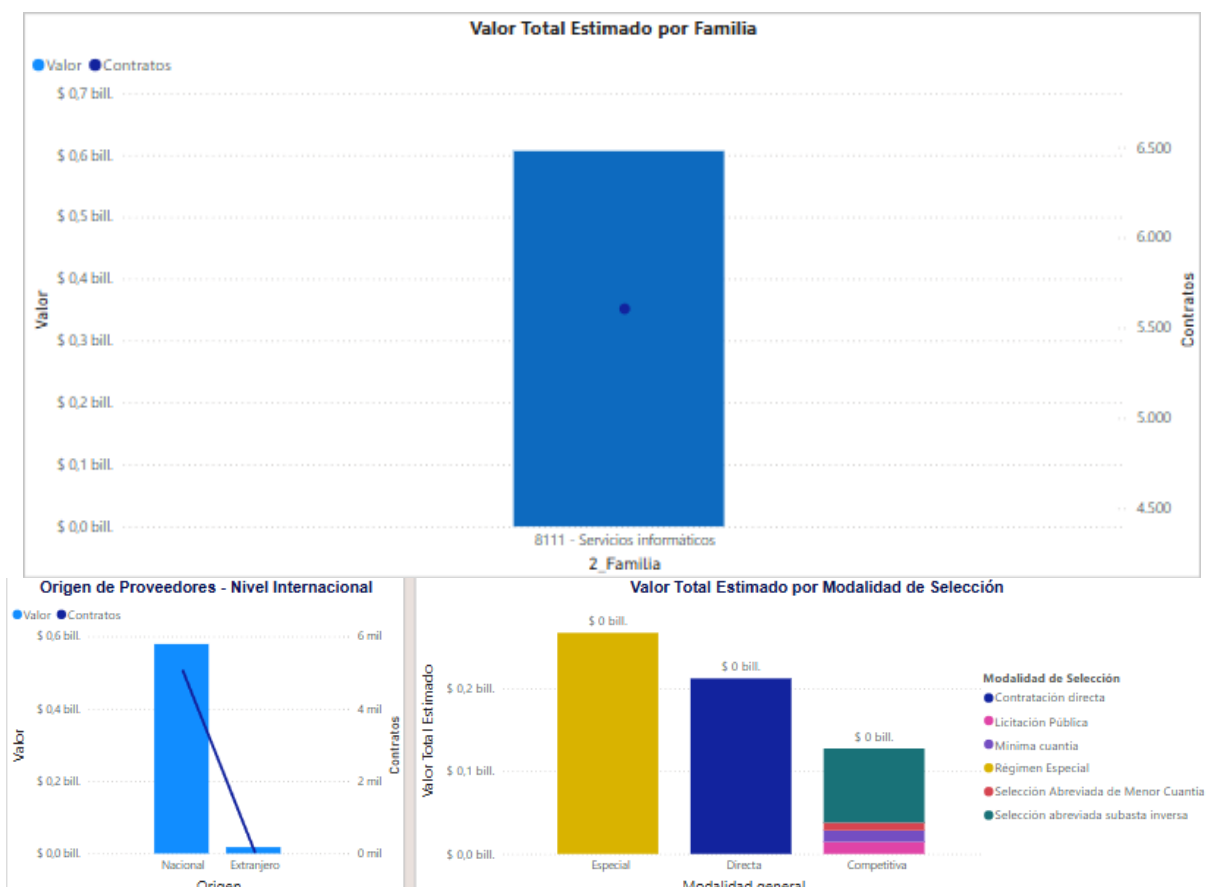 Valor Total Estimado por Familia
Valor Contratos
$ 0,7 bill.
$ 0,6 bill.
$ 0,5 bill.
$ 0,4 bill.
$ 0,3 bill.
$ 0,2 bill.
$ 0,1 bill.
$ 0,0 bill.
Valor
6.500
6.000
5.500
5.000
4.500
Contratos
8111 - Servicios informáticos
2_Familia
Origen de Proveedores - Nivel Internacional
Valor Contratos
$ 0,6 bill.
$ 0,4 bill.
$ 0,2 bill.
$ 0,0 bill.
Valor
6 mil
4 mil
2 mil
0 mil
Contratos
Nacional Extranjero
Origen
Valor Total Estimado por Modalidad de Selección
Valor Total Estimado
$ 0,2 bill.
$ 0,1 bill.
$ 0,0 bill.
$ 0 bill.
$ 0 bill.
$ 0 bill.
Especial Directa Competitiva
Modalidad general
Modalidad de Selección
Contratación directa
Licitación Pública
Mínima cuantía
Régimen Especial
Selección Abreviada de Menor Cuantía
Selección abreviada subasta inversa